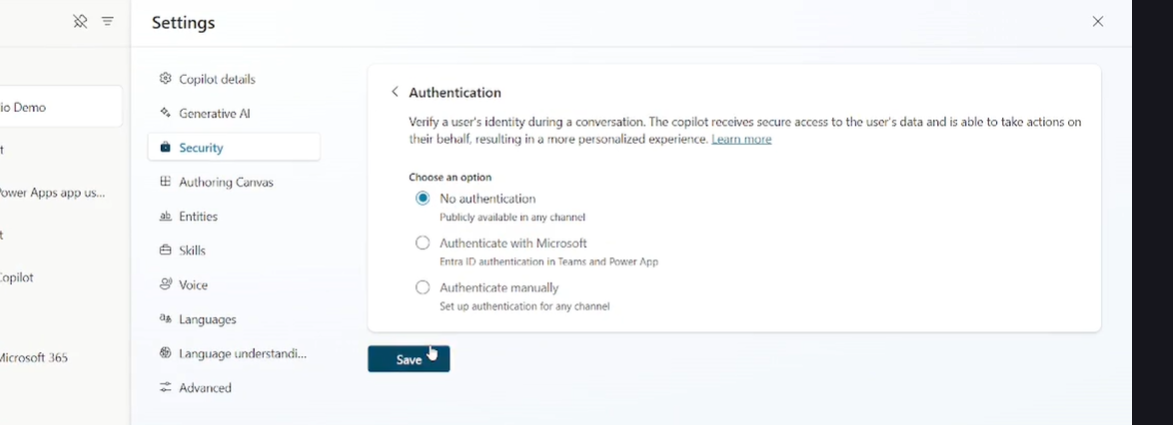 Settings
io Demo
t
Power Apps app us...
t
Copilot
Microsoft 365
Copilot details
Generative AI
Security
Authoring Canvas
Entities
Skills
Voice
Languages
Language understandi...
Advanced
Authentication
Verify a user's identity during a conversation. The copilot receives secure access to the user's data and is able to take actions on
their behalf, resulting in a more personalized experience. Learn more
Choose an option
No authentication
Publicly available in any channel
Authenticate with Microsoft
Entra ID authentication in Teams and Power App
Authenticate manually
Set up authentication for any channel
Save